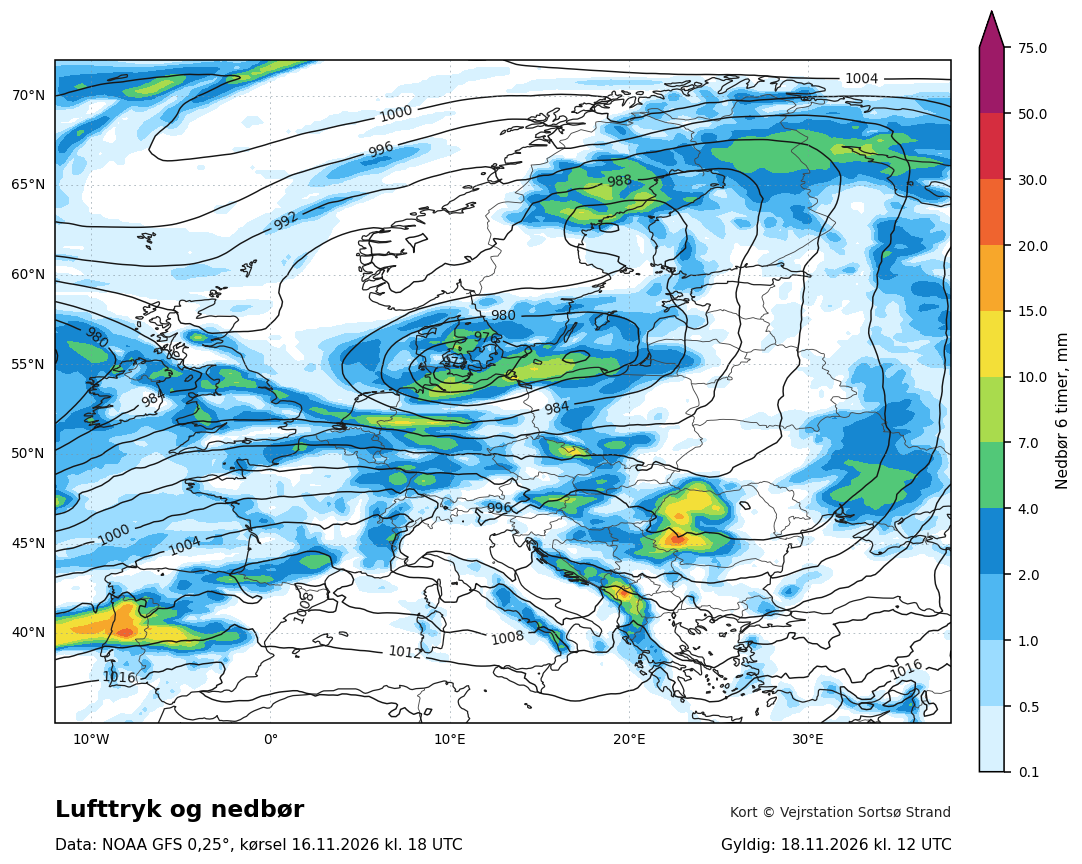 75.0
50.0
30.0
20.0
15.0
10.0
7.0
4.0
2.0
1.0
0.5
0.1
Nedbør 6 timer, mm
70°N
65°N
60°N
55°N
50°N
45°N
40°N
10°W
0°
10°E
20°E
30°E
1004
1000
996
988
992
980
980
976
972
984
984
996
1000
1004
1008
1008
1012
1016
1016
Lufttryk og nedbør
Kort © Vejrstation Sortsø Strand
Data: NOAA GFS 0,25°, kørsel 16.11.2026 kl. 18 UTC
Gyldig: 18.11.2026 kl. 12 UTC